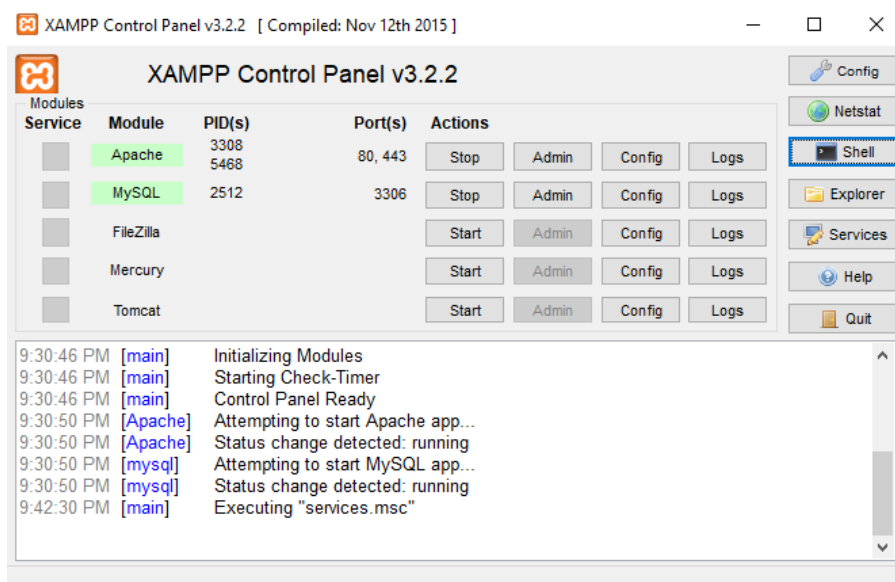 XAMPP Control Panel v3.2.2 [ Compiled: Nov 12th 2015 ]
XAMPP Control Panel v3.2.2
Config
Modules
Service Module PID(s) Port(s) Actions
Netstat
Apache 3308 5468 80, 443 Stop Admin Config Logs
Shell
MySQL 2512 3306 Stop Admin Config Logs
Explorer
FileZilla Start Admin Config Logs
Services
Mercury Start Admin Config Logs
Help
Tomcat Start Admin Config Logs
Quit
9:30:46 PM [main] Initializing Modules
9:30:46 PM [main] Starting Check-Timer
9:30:46 PM [main] Control Panel Ready
9:30:50 PM [Apache] Attempting to start Apache app...
9:30:50 PM [Apache] Status change detected: running
9:30:50 PM [mysql] Attempting to start MySQL app...
9:30:50 PM [mysql] Status change detected: running
9:42:30 PM [main] Executing "services.msc"